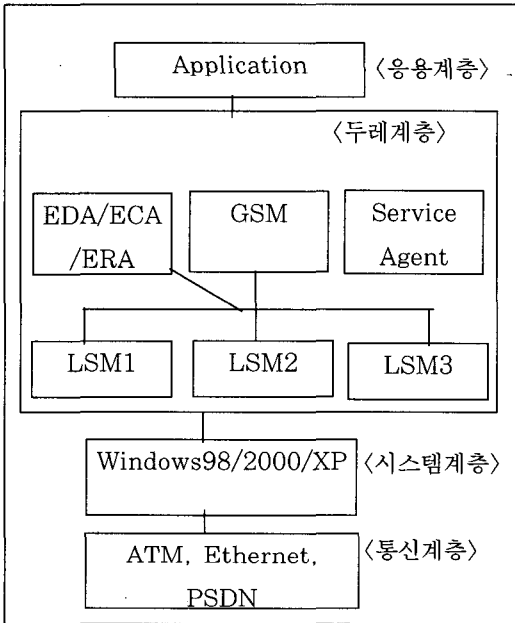 Application 〈응용계층〉
〈두레계층〉
EDA/ECA
/ERA
GSM
Service
Agent
LSM1
LSM2
LSM3
Windows98/2000/XP 〈시스템계층〉
ATM, Ethernet,
PSDN
〈통신계층〉